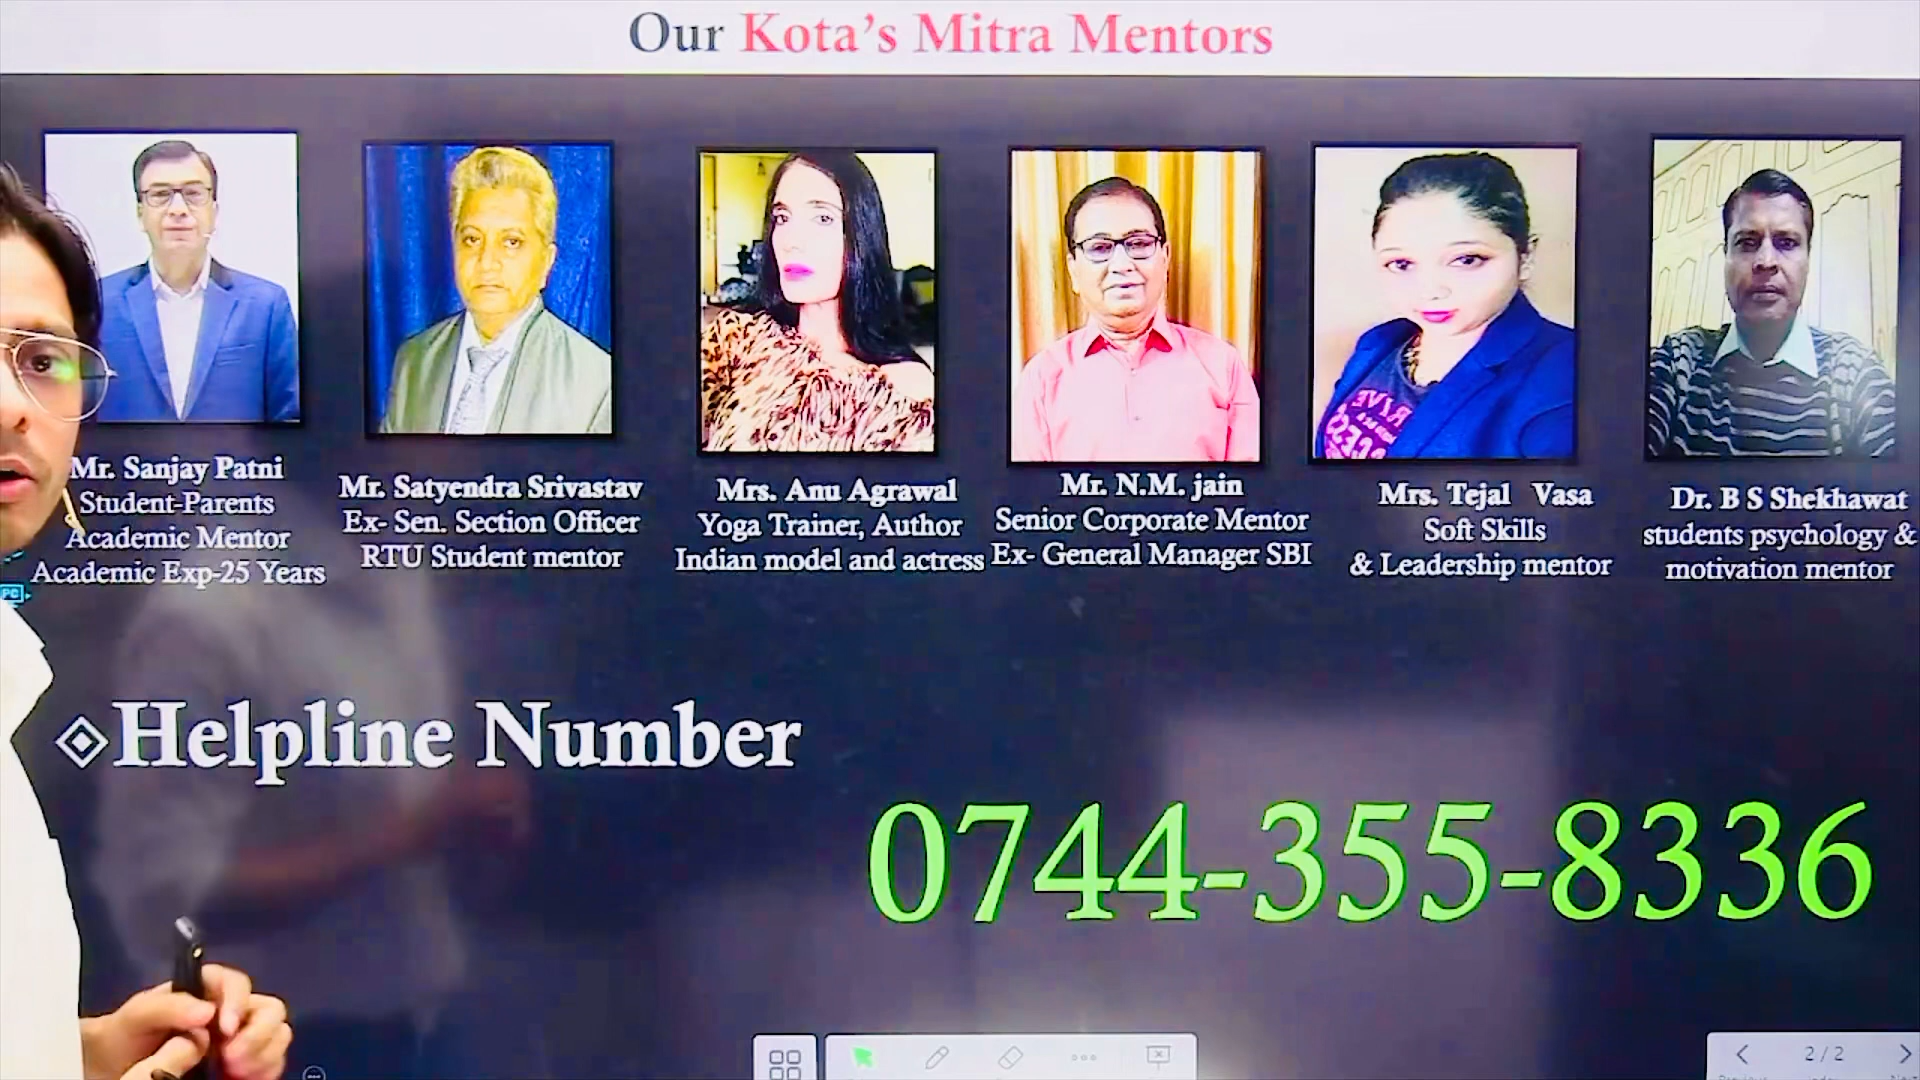 Our Kota's Mitra Mentors
Mr. Sanjay Patni
Student-Parents
Academic Mentor
Academic Exp-25 Years
Mr. Satyendra Srivastav
Ex- Sen. Section Officer
RTU Student mentor
Mrs. Anu Agrawal
Yoga Trainer, Author
Indian model and actress
Mr. N.M. jain
Senior Corporate Mentor
Ex- General Manager SBI
Mrs. Tejal Vasa
Soft Skills
& Leadership mentor
Dr. B S Shekhawat
students psychology &
motivation mentor
PC
Helpline Number
0744-355-8336
2 / 2